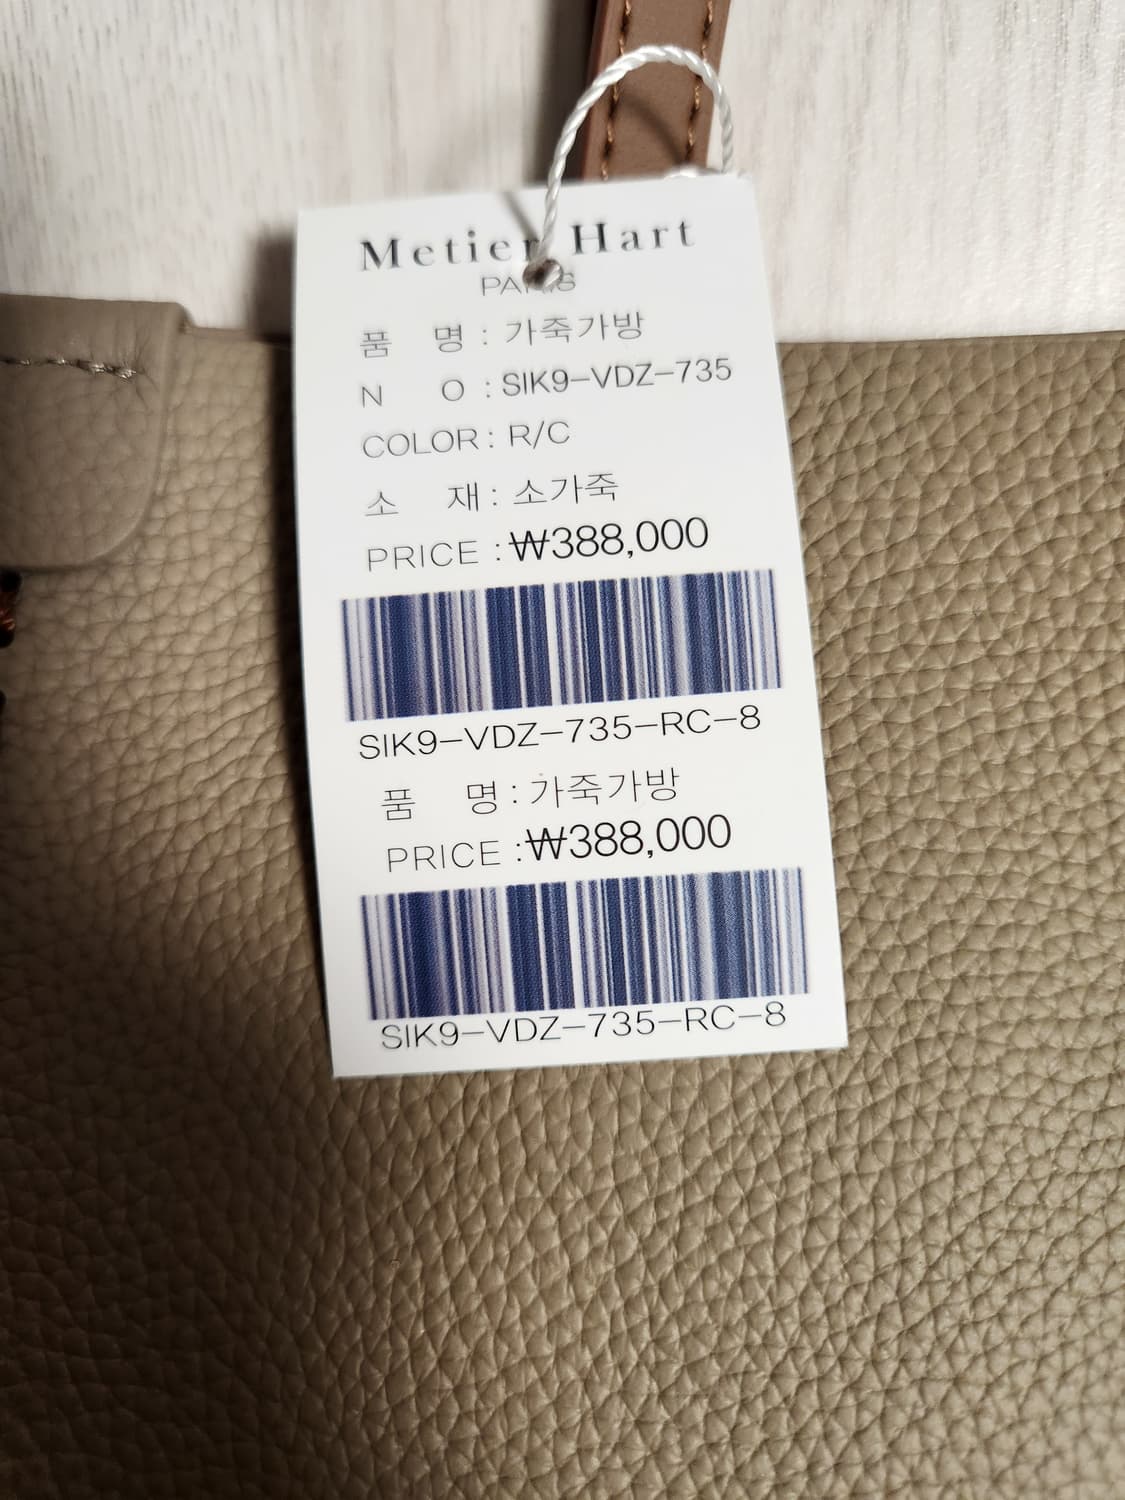 Metier Hart
PARIS
품 명 : 가죽가방
N O : SIK9-VDZ-735
COLOR : R/C
소 재 : 소가죽
PRICE : ₩388,000
SIK9-VDZ-735-RC-8
품 명 : 가죽가방
PRICE : ₩388,000
SIK9-VDZ-735-RC-8